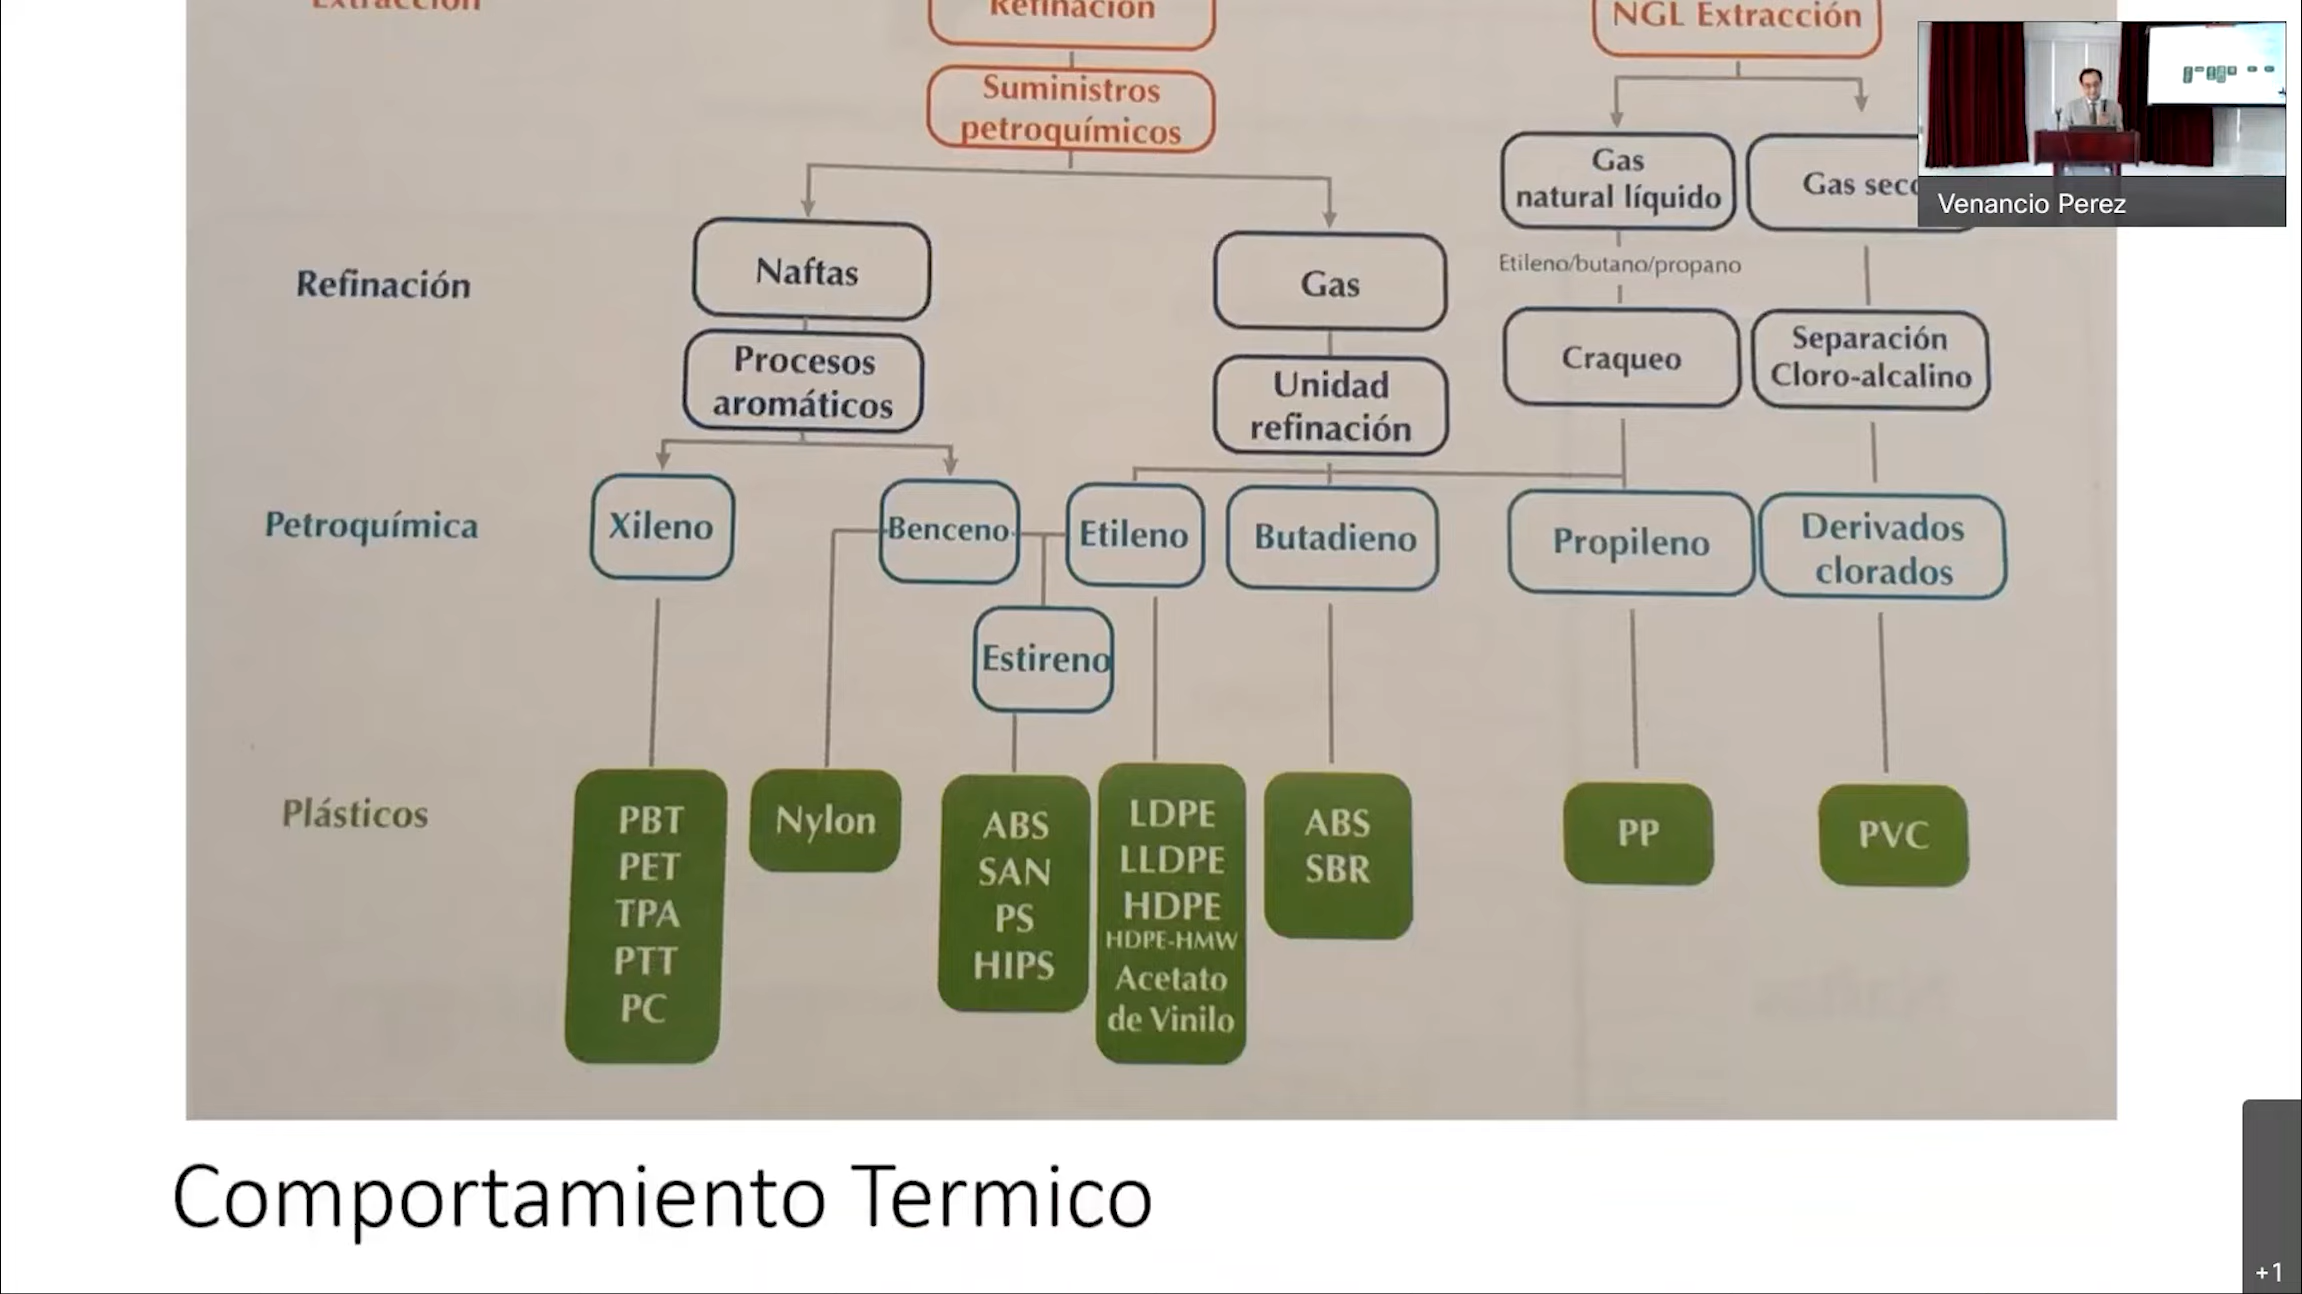 Extracción
Refinación
NGL Extracción
Suministros
petroquímicos
Gas
natural líquido
Gas seco
Venancio Perez
Refinación
Naftas
Gas
Etileno/butano/propano
Procesos
aromáticos
Unidad
refinación
Craqueo
Separación
Cloro-alcalino
Petroquímica
Xileno
Benceno
Etileno
Butadieno
Propileno
Derivados
clorados
Estireno
Plásticos
PBT
PET
TPA
PTT
PC
Nylon
ABS
SAN
PS
HIPS
LDPE
LLDPE
HDPE
HDPE-HMW
Acetato
de Vinilo
ABS
SBR
PP
PVC
Comportamiento Termico
+1